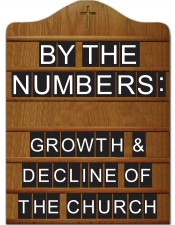 BY THE
NUMBERS:
GROWTH &
DECLINE OF
THE CHURCH